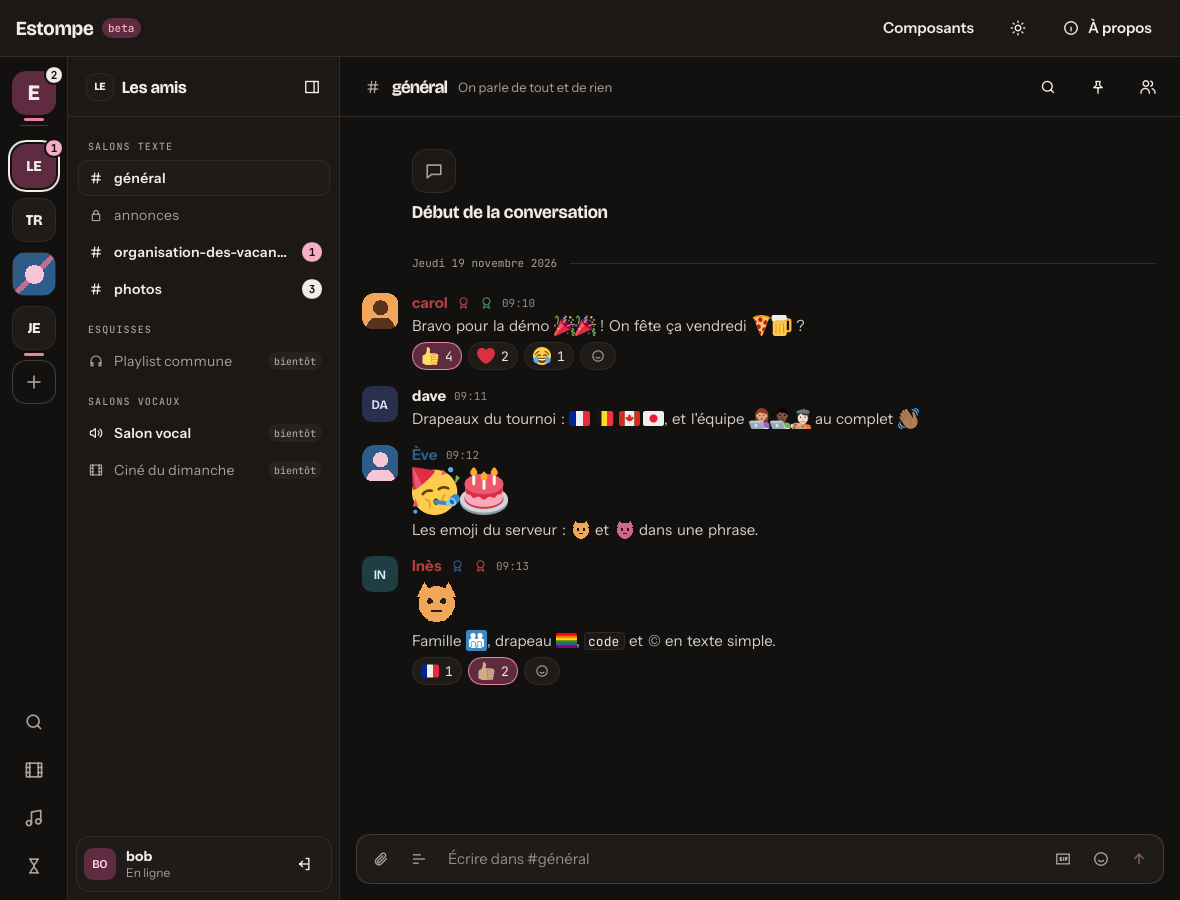 Estompe beta
Composants
À propos
E 2
LE 1
TR
JE
LE Les amis
SALONS TEXTE
# général
annonces
# organisation-des-vacan... 1
# photos 3
ESQUISSES
Playlist commune bientôt
SALONS VOCAUX
Salon vocal bientôt
Ciné du dimanche bientôt
BO bob
En ligne
# général On parle de tout et de rien
Début de la conversation
Jeudi 19 novembre 2026
carol 09:10
Bravo pour la démo 🎉🎉 ! On fête ça vendredi 🍕🍺 ?
👍 4 ❤️ 2 😂 1
DA dave 09:11
Drapeaux du tournoi : 🇫🇷 🇧🇪 🇨🇦 🇯🇵, et l'équipe 👩🏼‍💻👨🏿‍💻🧑🏻‍🎨 au complet 👋🏽
Ève 09:12
🥳🎂
Les emoji du serveur : et dans une phrase.
IN Inès 09:13
Famille 👨‍👩‍👧‍👦, drapeau 🏳️‍🌈, code et © en texte simple.
🇫🇷 1 👍🏼 2
Écrire dans #général
GIF